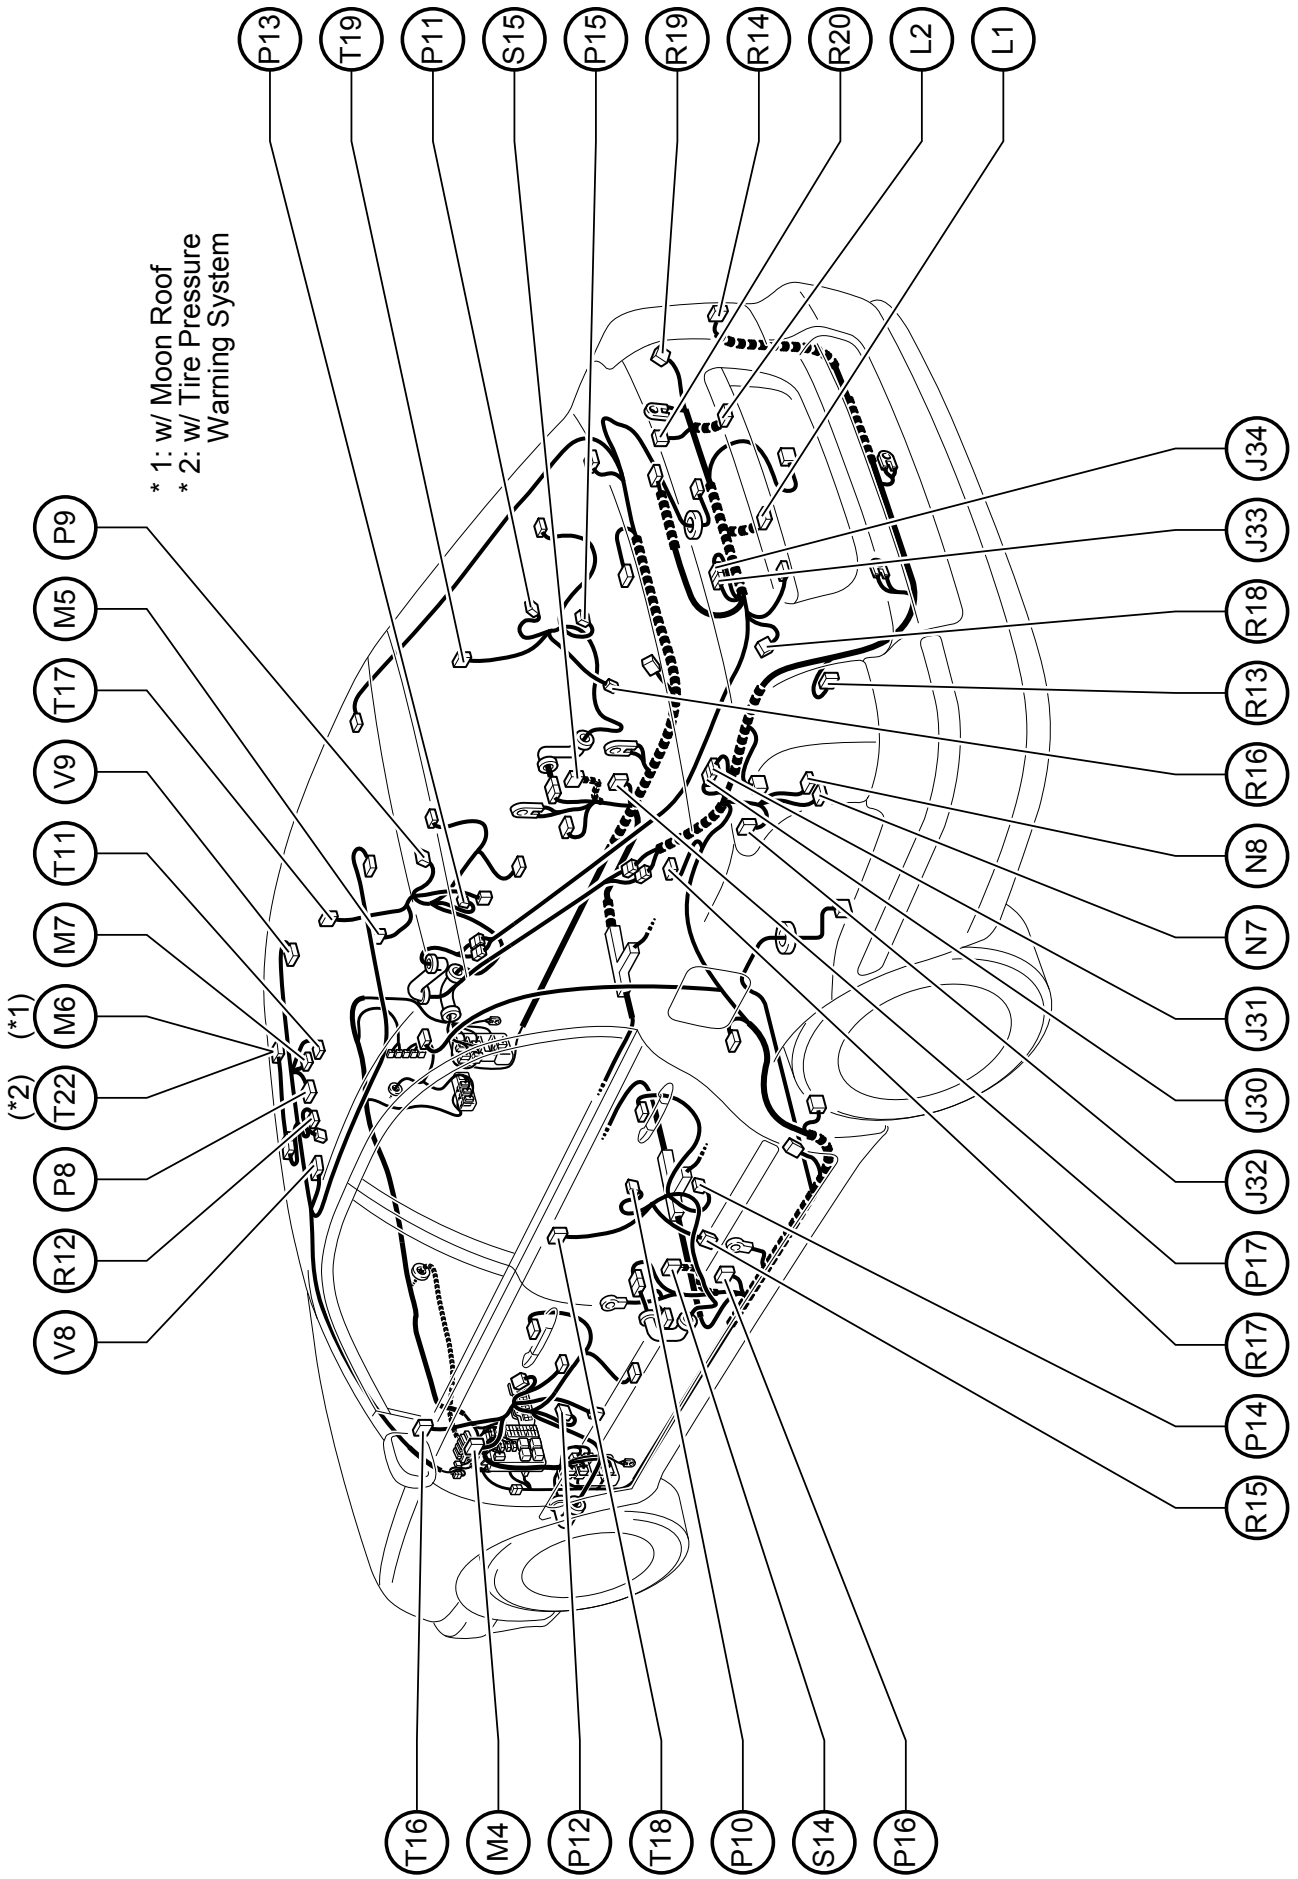 V8
R12
P8
T22
(*2)
M6
(*1)
M7
T11
V9
T17
M5
P9
* 1: w/ Moon Roof
* 2: w/ Tire Pressure
Warning System
P13
T19
P11
S15
P15
R19
R14
R20
L2
L1
T16
M4
P12
T18
P10
S14
P16
R15
P14
R17
P17
J32
J30
J31
N7
N8
R16
R13
R18
J33
J34